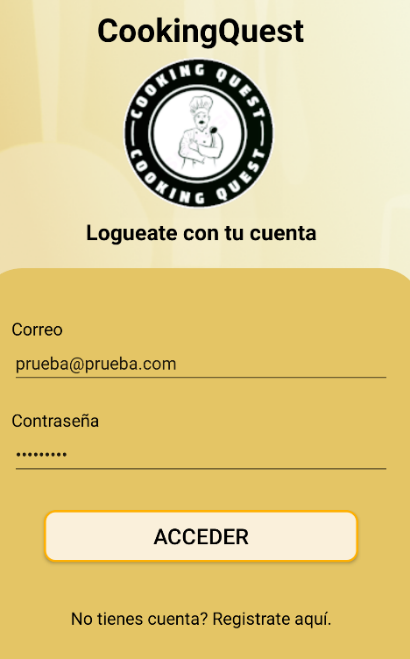 CookingQuest
COOKING QUEST
COOKING QUEST
Logueate con tu cuenta
Correo
prueba@prueba.com
Contraseña
•••••••••
ACCEDER
No tienes cuenta? Registrate aquí.